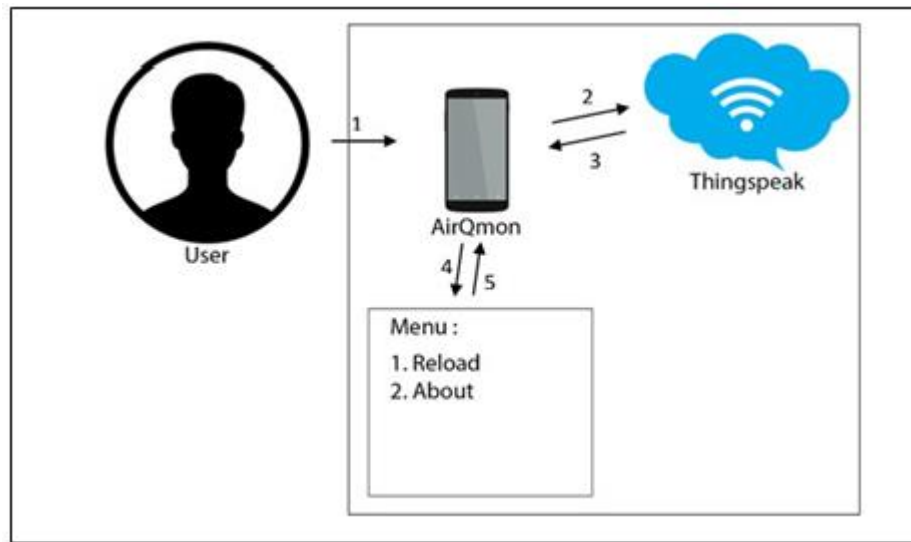 1
2
3
Thingspeak
AirQmon
User
4
5
Menu :
1. Reload
2. About